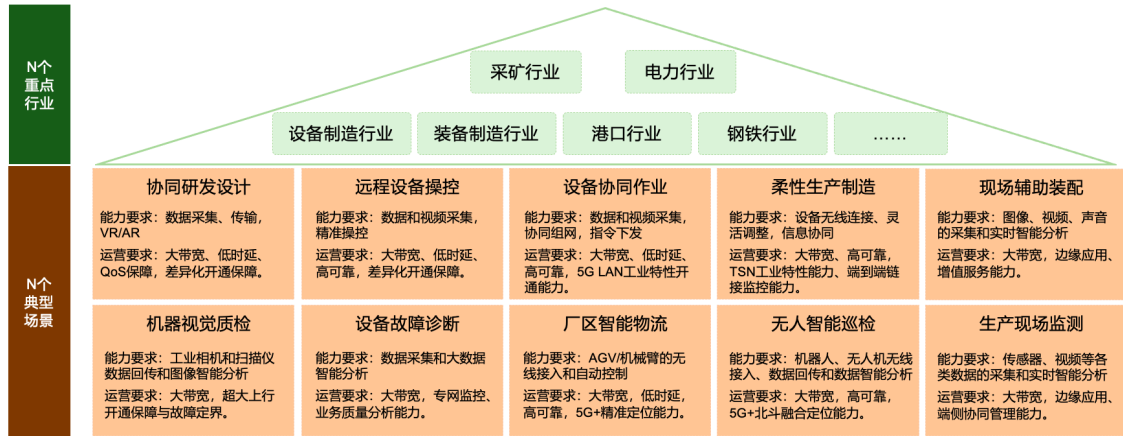 N个
重点
行业
采矿行业
电力行业
设备制造行业
装备制造行业
港口行业
钢铁行业
……
N个
典型
场景
协同研发设计
能力要求：数据采集、传输，
VR/AR
运营要求：大带宽、低时延、
QoS保障，差异化开通保障。
远程设备操控
能力要求：数据和视频采集，
精准操控
运营要求：大带宽、低时延，
高可靠，差异化开通保障。
设备协同作业
能力要求：数据和视频采集，
协同组网，指令下发
运营要求：大带宽、低时延，
高可靠，5G LAN工业特性开
通能力。
柔性生产制造
能力要求：设备无线连接、灵
活调整，信息协同
运营要求：大带宽、高可靠，
TSN工业特性能力、端到端链
接监控能力。
现场辅助装配
能力要求：图像、视频、声音
的采集和实时智能分析
运营要求：大带宽，边缘应用、
增值服务能力。
机器视觉质检
能力要求：工业相机和扫描仪
数据回传和图像智能分析
运营要求：大带宽，超大上行
开通保障与故障定界。
设备故障诊断
能力要求：数据采集和大数据
智能分析
运营要求：大带宽，专网监控、
业务质量分析能力。
厂区智能物流
能力要求：AGV/机械臂的无
线接入和自动控制
运营要求：大带宽，低时延，
高可靠，5G+精准定位能力。
无人智能巡检
能力要求：机器人、无人机无线
接入、数据回传和数据智能分析
运营要求：大带宽，高可靠，
5G+北斗融合定位能力。
生产现场监测
能力要求：传感器、视频等各
类数据的采集和实时智能分析
运营要求：大带宽，边缘应用、
端侧协同管理能力。